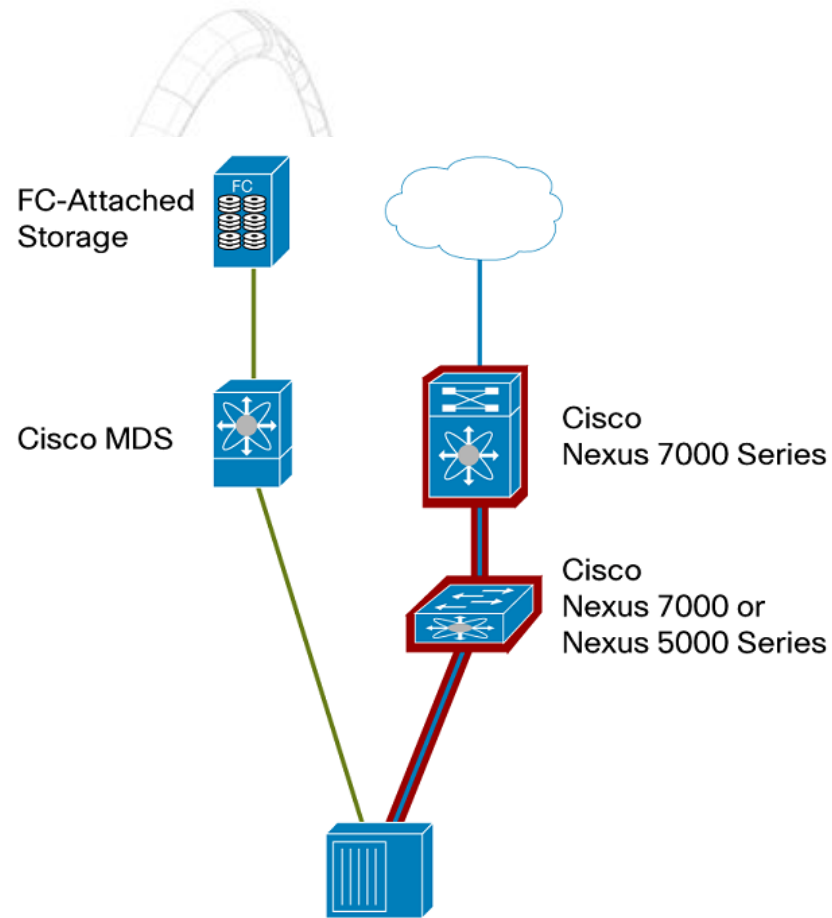 FC-Attached
Storage
FC
Cisco MDS
Cisco
Nexus 7000 Series
Cisco
Nexus 7000 or
Nexus 5000 Series